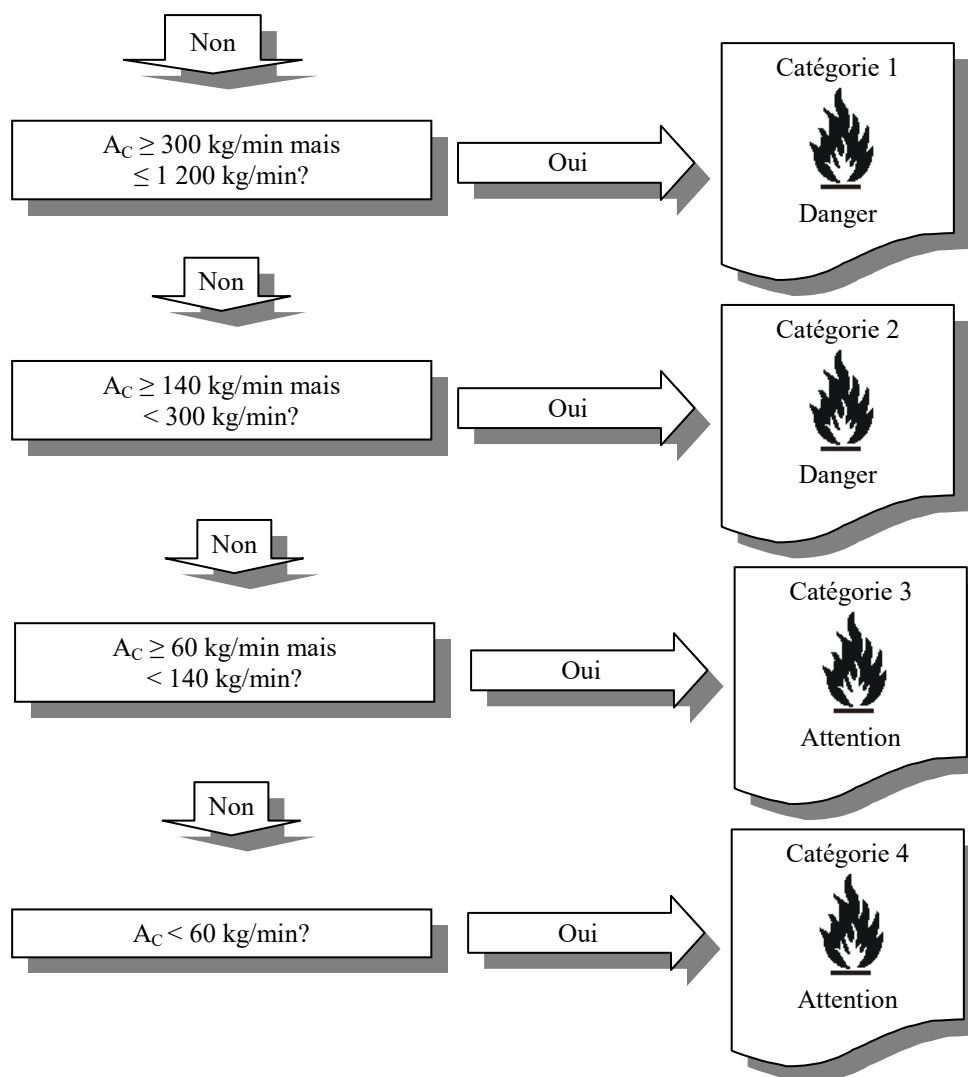 Non
A_C ≥ 300 kg/min mais
≤ 1 200 kg/min?
Oui
Catégorie 1
Danger
Non
A_C ≥ 140 kg/min mais
< 300 kg/min?
Oui
Catégorie 2
Danger
Non
A_C ≥ 60 kg/min mais
< 140 kg/min?
Oui
Catégorie 3
Attention
Non
A_C < 60 kg/min?
Oui
Catégorie 4
Attention